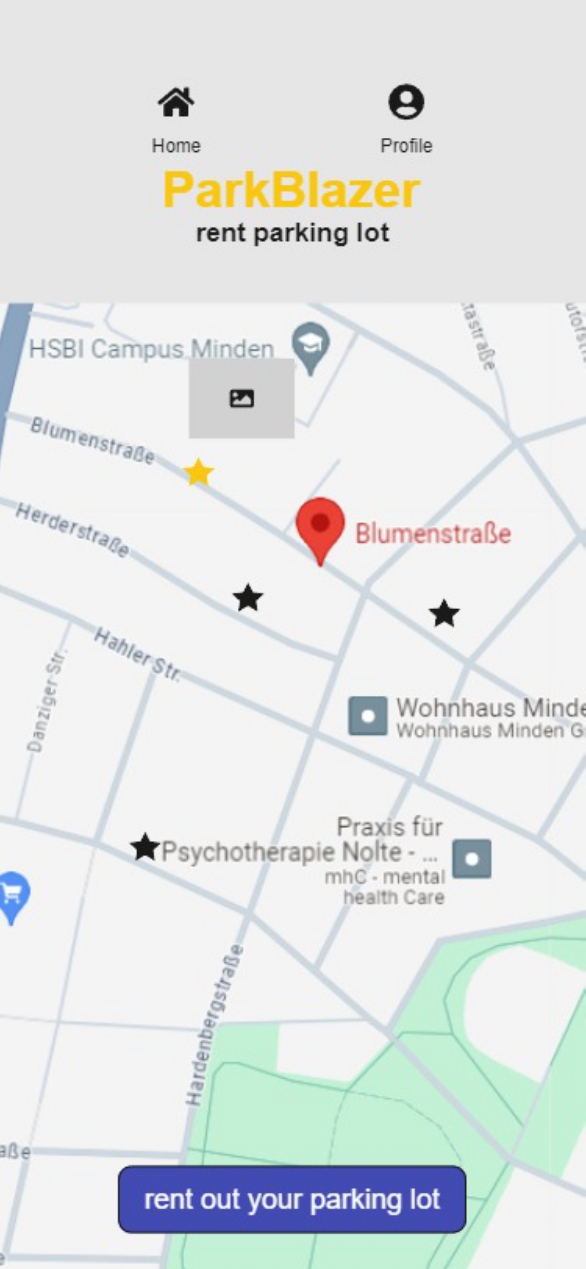 Home
Profile
ParkBlazer
rent parking lot
HSBI Campus Minden
Blumenstraße
Blumenstraße
Herderstraße
Hahler Str.
Danziger Str.
Wohnhaus Minde
Wohnhaus Minden G
Praxis für
Psychotherapie Nolte - ...
mhC - mental
health Care
Hardenbergstraße
aße
rent out your parking lot